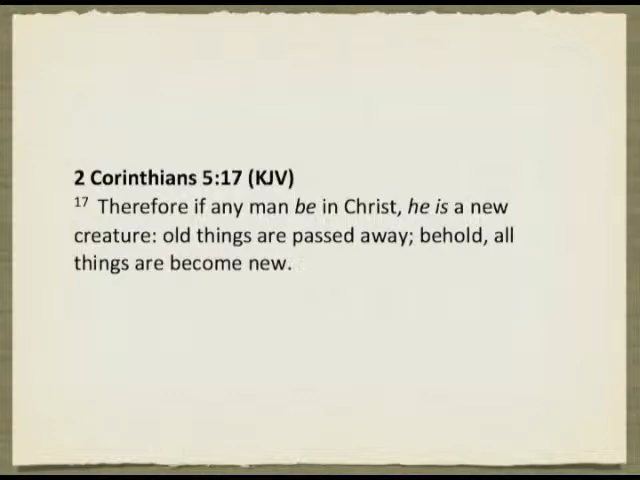 2 Corinthians 5:17 (KJV)
17 Therefore if any man be in Christ, he is a new
creature: old things are passed away; behold, all
things are become new.